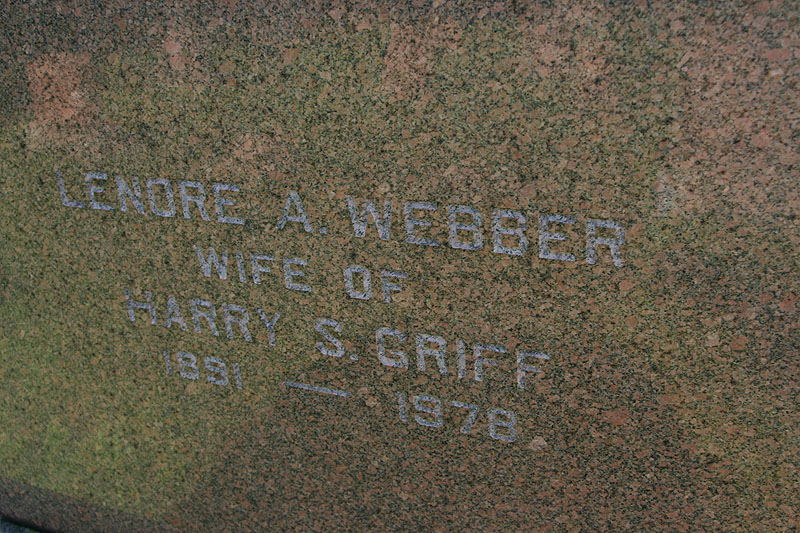 LENORE A. WEBBER
WIFE OF
HARRY S. GRIFF
1891 — 1978